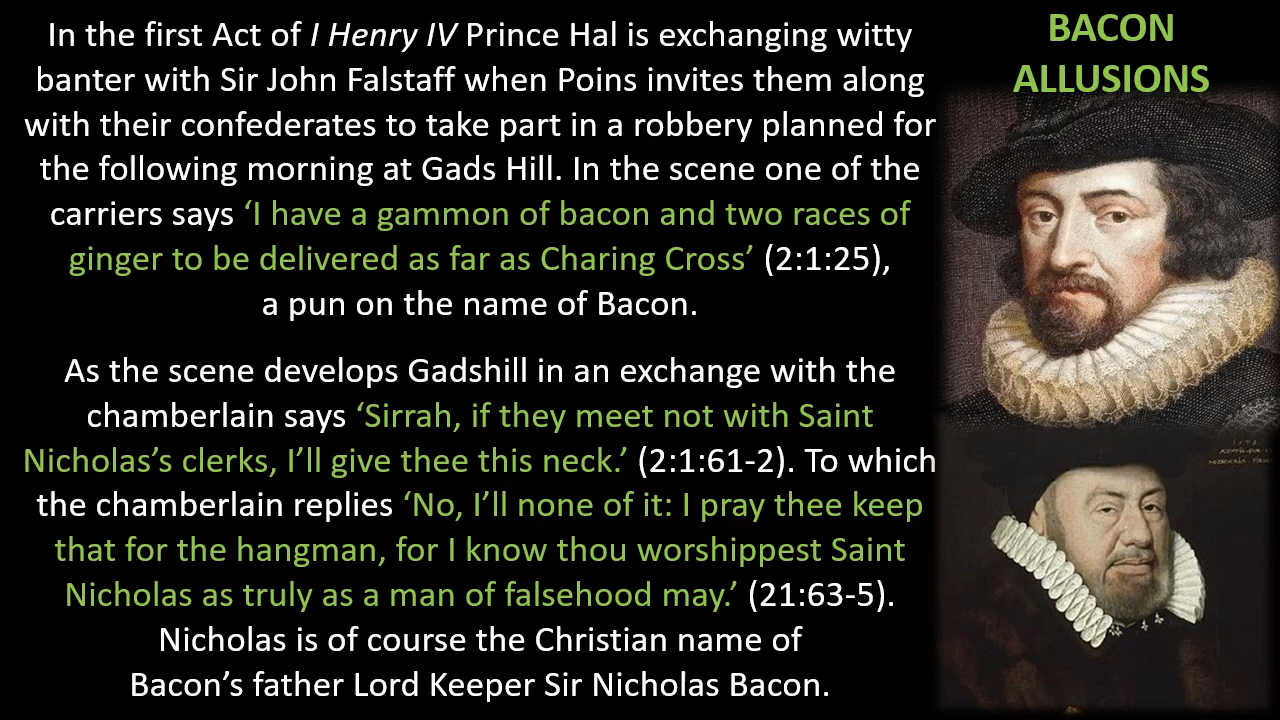 BACON
ALLUSIONS
In the first Act of I Henry IV Prince Hal is exchanging witty
banter with Sir John Falstaff when Poins invites them along
with their confederates to take part in a robbery planned for
the following morning at Gads Hill. In the scene one of the
carriers says ‘I have a gammon of bacon and two races of
ginger to be delivered as far as Charing Cross’ (2:1:25),
a pun on the name of Bacon.
As the scene develops Gadshill in an exchange with the
chamberlain says ‘Sirrah, if they meet not with Saint
Nicholas’s clerks, I’ll give thee this neck.’ (2:1:61-2). To which
the chamberlain replies ‘No, I’ll none of it: I pray thee keep
that for the hangman, for I know thou worshippest Saint
Nicholas as truly as a man of falsehood may.’ (21:63-5).
Nicholas is of course the Christian name of
Bacon’s father Lord Keeper Sir Nicholas Bacon.